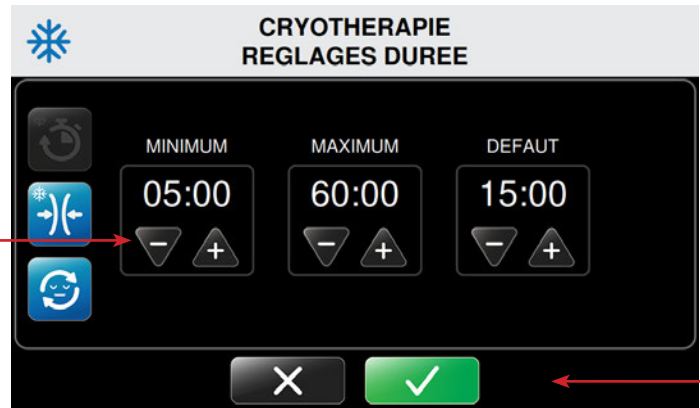 CRYOTHERAPIE
REGLAGES DUREE
MINIMUM MAXIMUM DEFAUT
05:00 60:00 15:00
- + - + - +